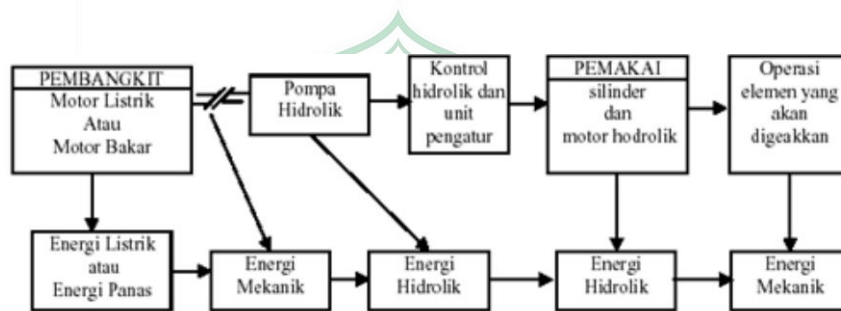 PEMBANGKIT
Motor Listrik
Atau
Motor Bakar
Pompa
Hidrolik
Kontrol
hidrolik dan
unit
pengatur
PEMAKAI
silinder
dan
motor hodrolik
Operasi
elemen yang
akan
digeakkan
Energi Listrik
atau
Energi Panas
Energi
Mekanik
Energi
Hidrolik
Energi
Hidrolik
Energi
Mekanik